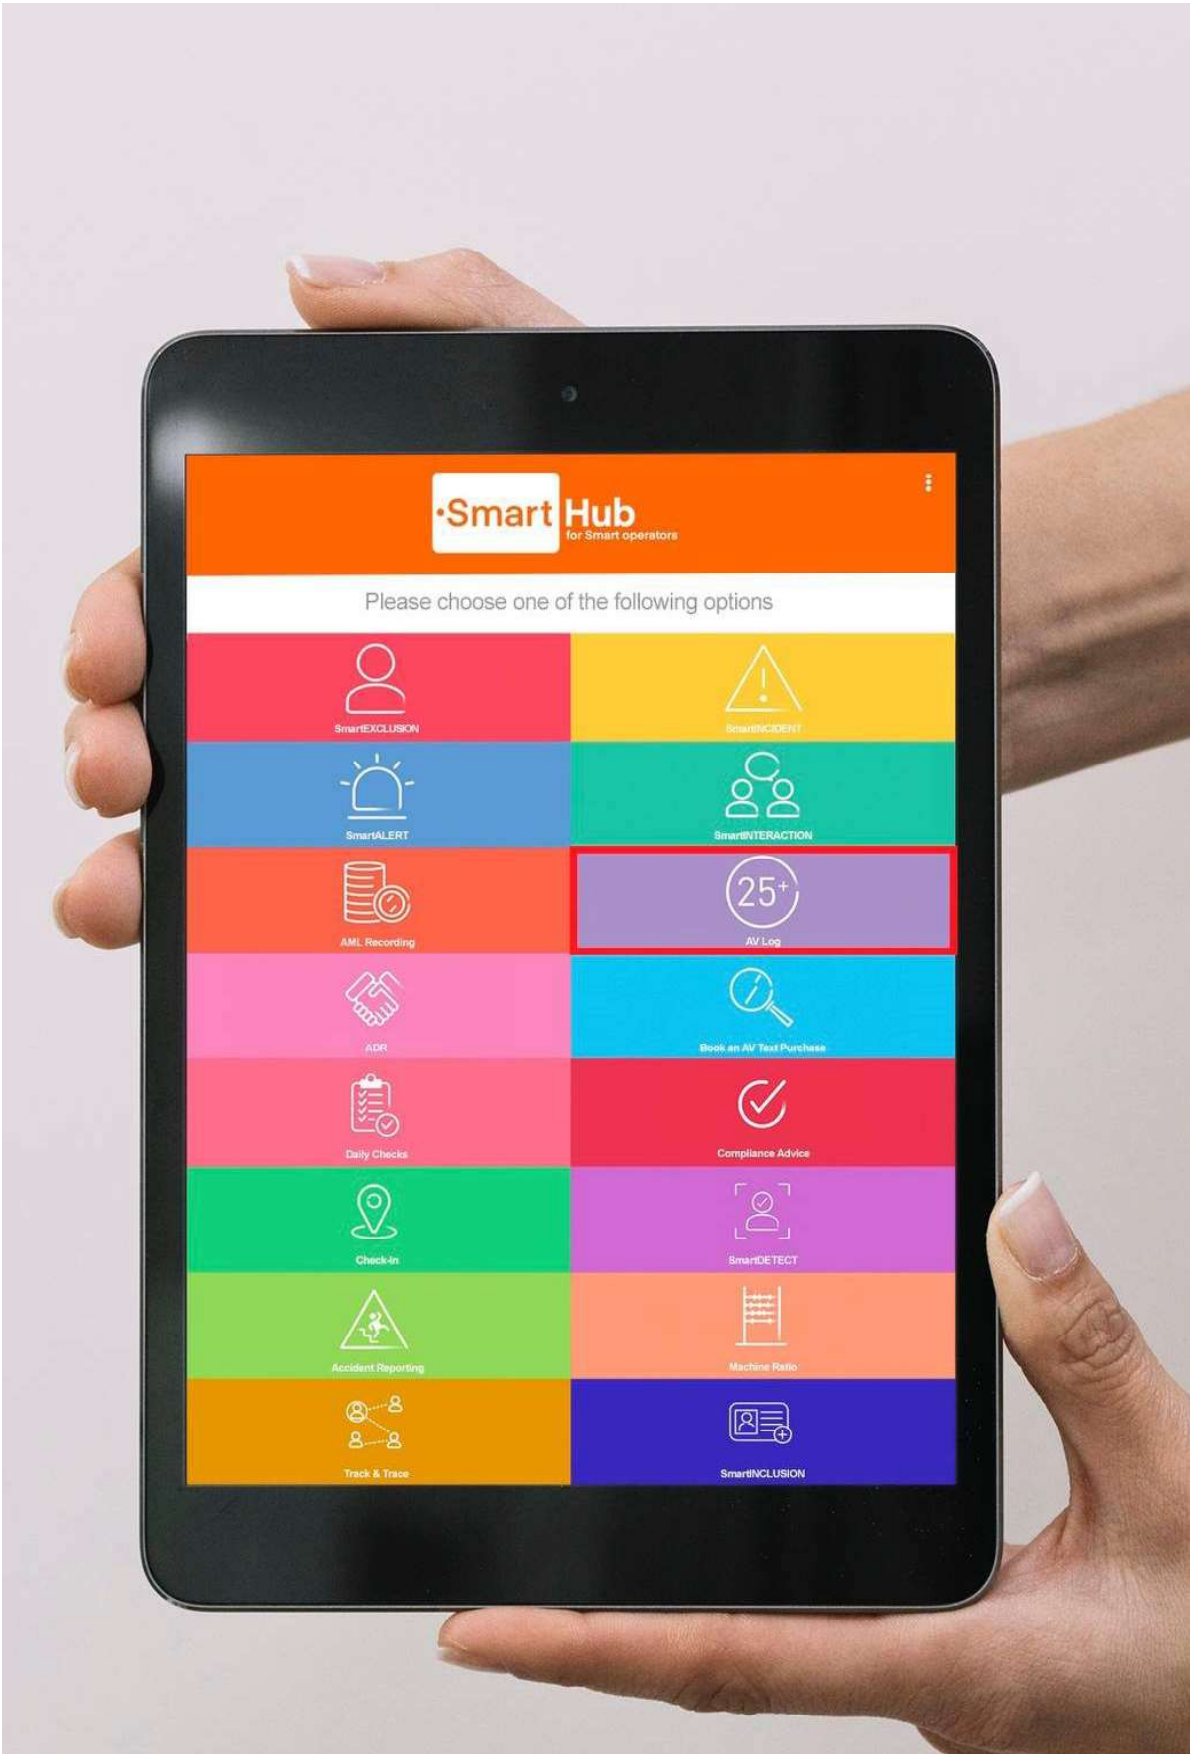 ·Smart Hub
for Smart operators
Please choose one of the following options
SmartEXCLUSION
SmartINCIDENT
SmartALERT
SmartINTERACTION
25+
AML Recording
AV Log
ADR
Book an AV Test Purchase
Daily Checks
Compliance Advice
Check-In
SmartDETECT
Accident Reporting
Machine Ratio
Track & Trace
SmartINCLUSION